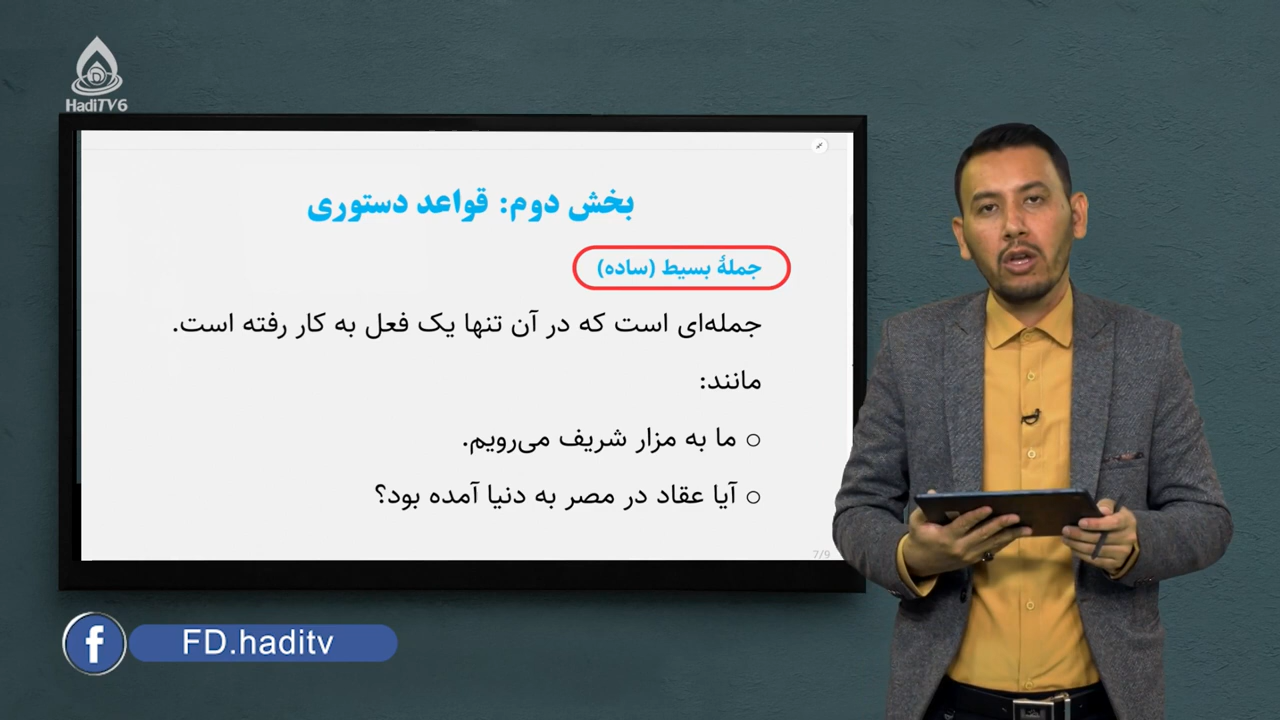 HadiTV6
بخش دوم: قواعد دستوری
جملهٔ بسیط (ساده)
جمله‌ای است که در آن تنها یک فعل به کار رفته است.
مانند:
○ ما به مزار شریف می‌رویم.
○ آیا عقاد در مصر به دنیا آمده بود؟
7/9
f FD.haditv